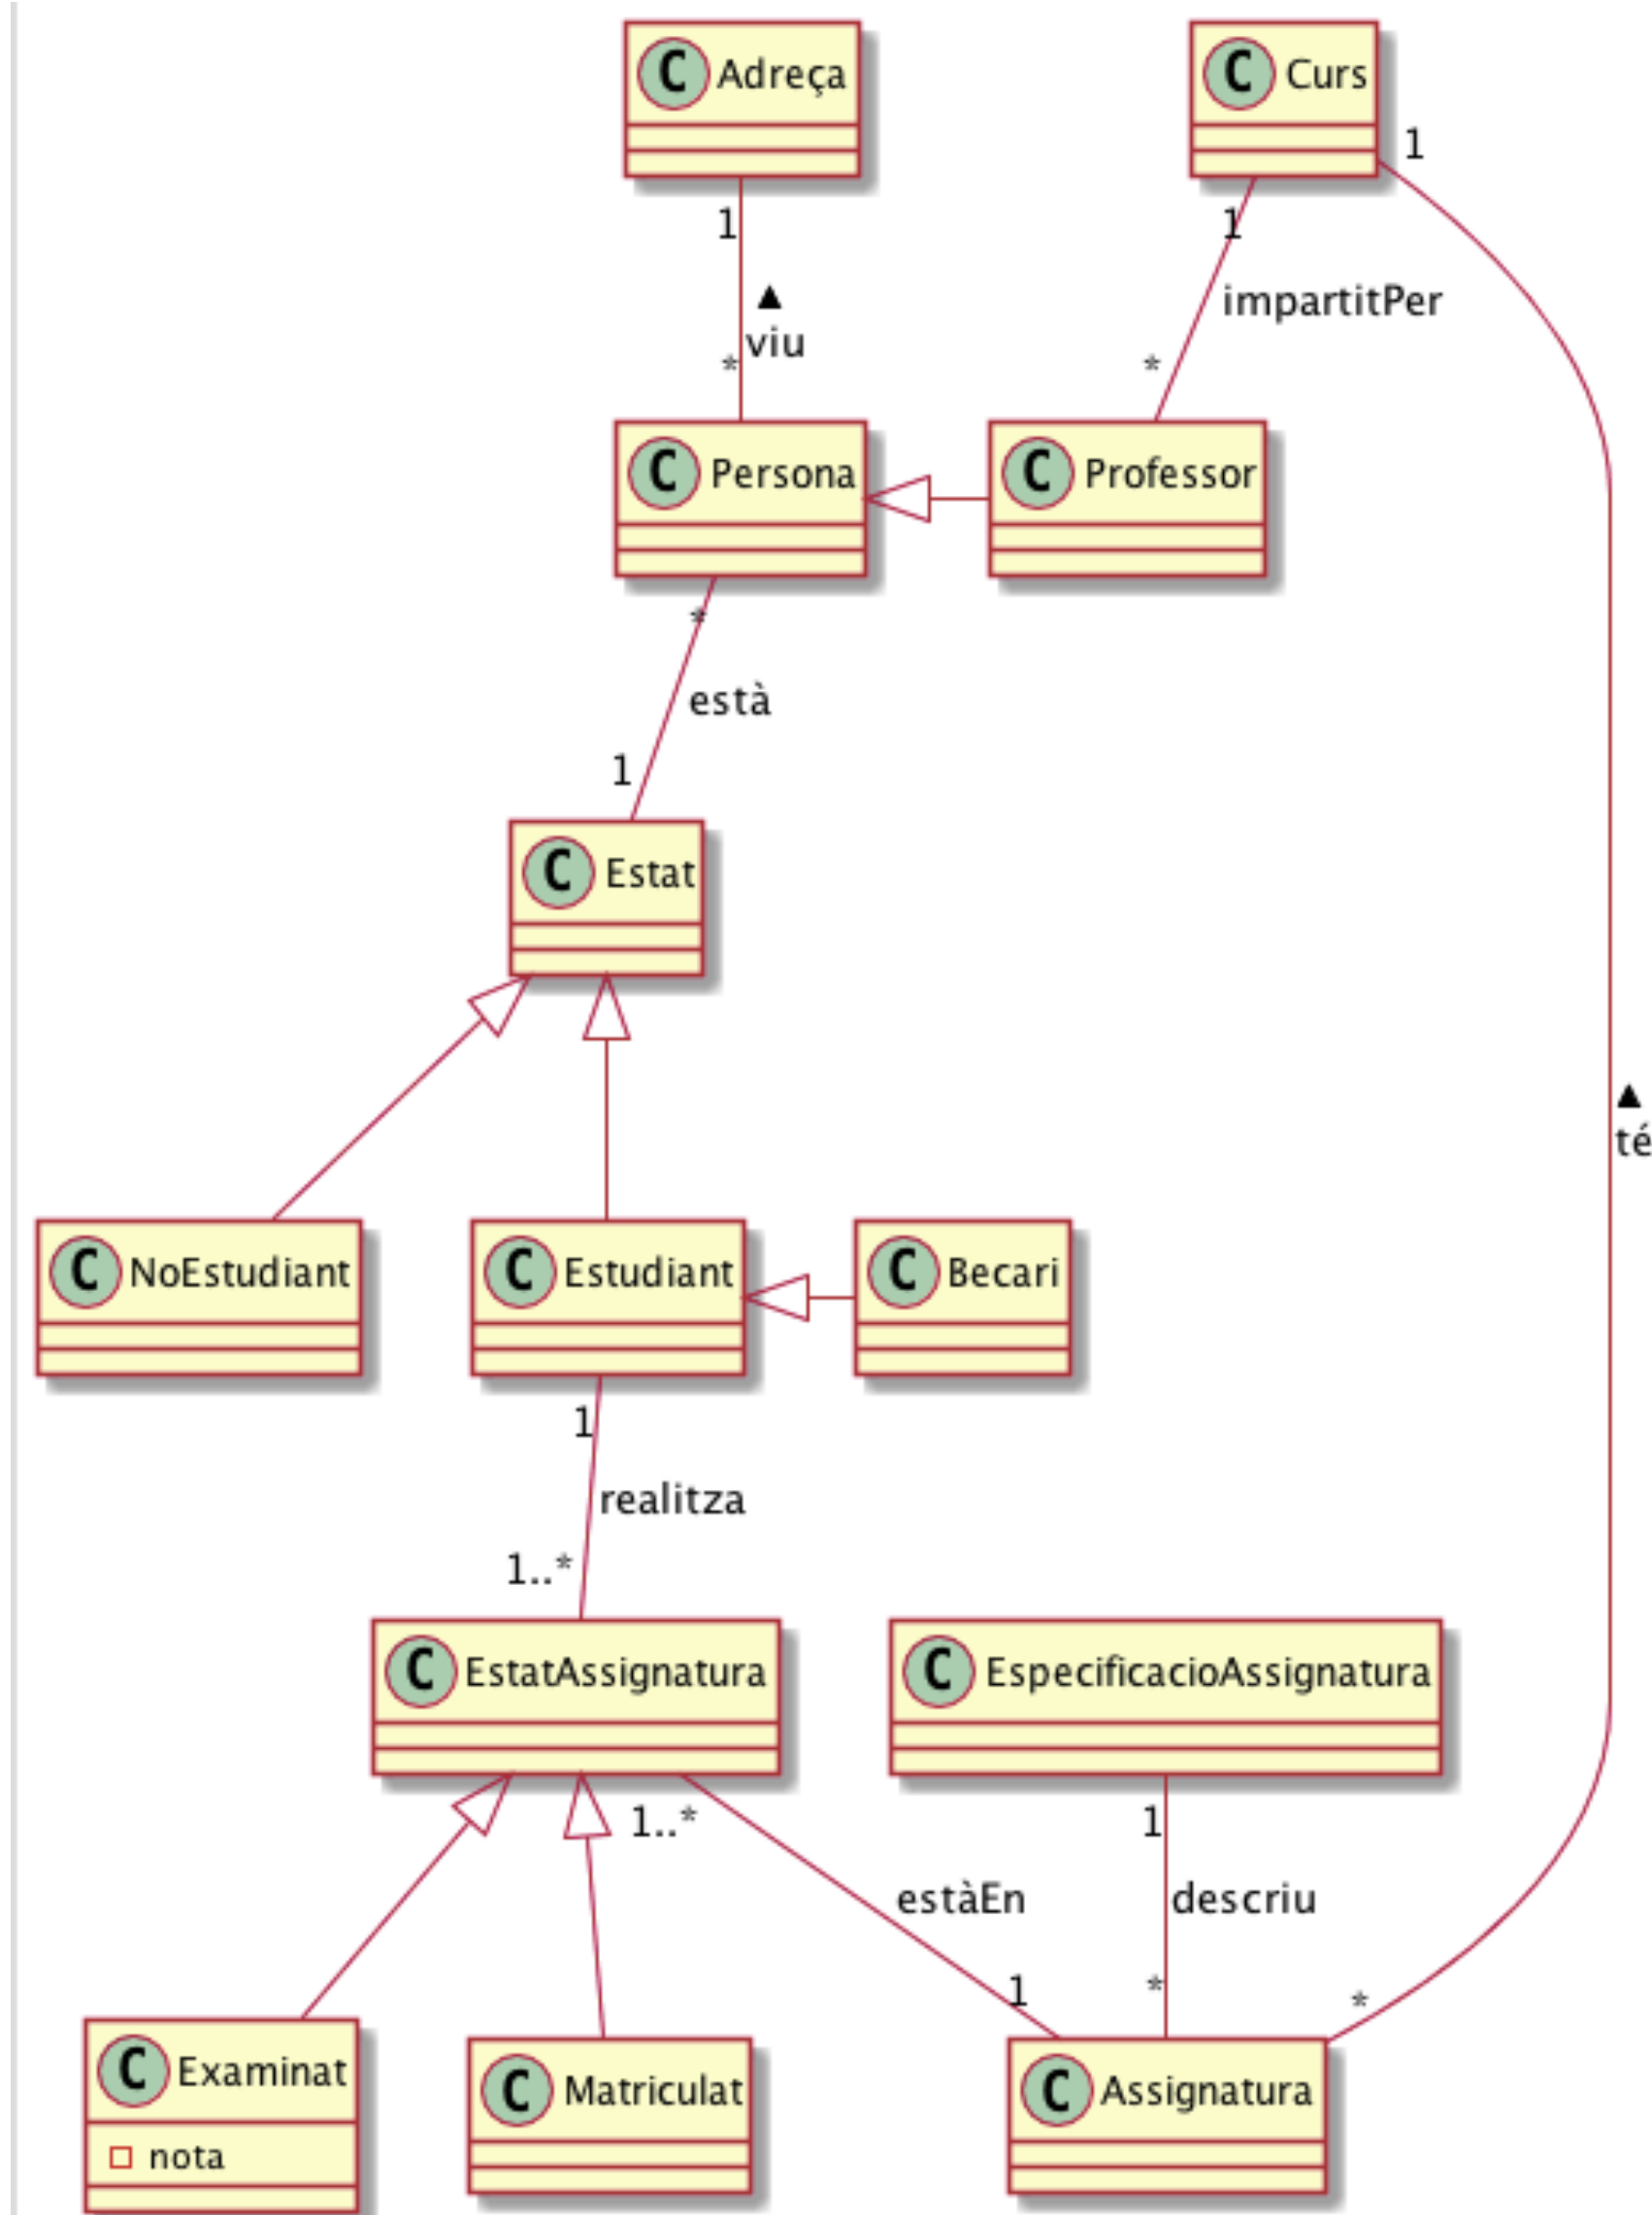 C Adreça
C Curs
1
1
1
▲
viu
impartitPer
*
*
C Persona
C Professor
*
està
1
C Estat
▲
té
C NoEstudiant
C Estudiant
C Becari
1
realitza
1..*
C EstatAssignatura
C EspecificacioAssignatura
1..*
1
estàEn
descriu
1
*
*
C Examinat
C Matriculat
C Assignatura
nota